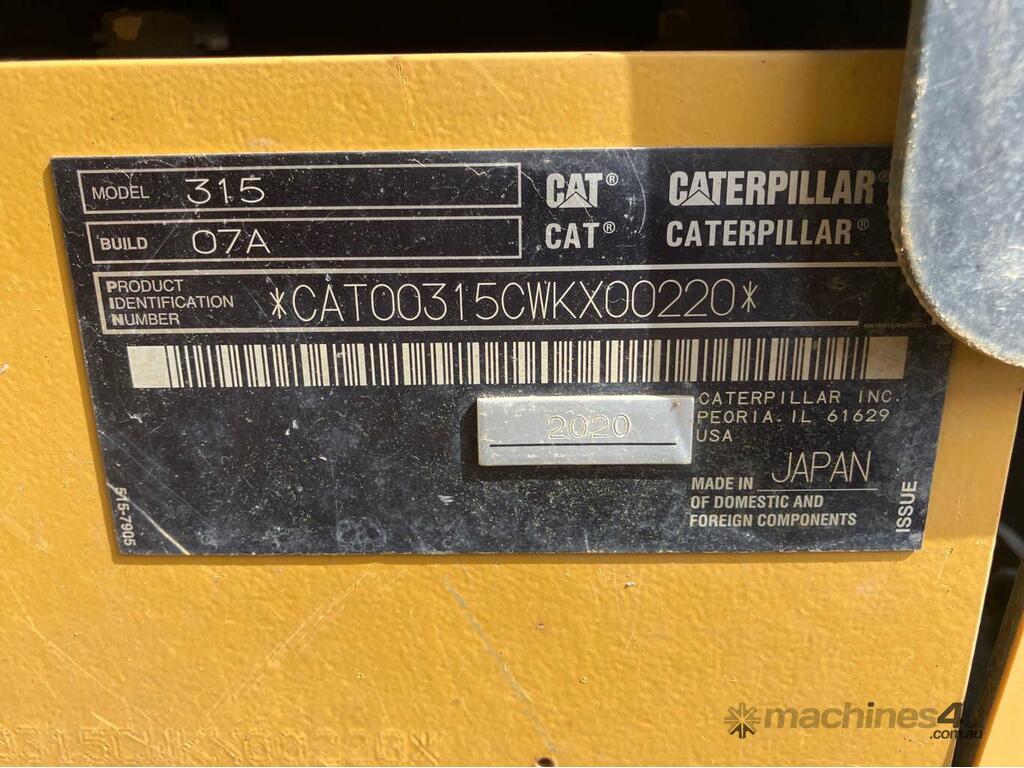 MODEL 315
CAT® CATERPILLAR®
BUILD 07A
CAT® CATERPILLAR®
PRODUCT IDENTIFICATION NUMBER *CAT00315CWKX00220*
CATERPILLAR INC.
PEORIA. IL 61629
USA
2020
MADE IN JAPAN
OF DOMESTIC AND
FOREIGN COMPONENTS
515-7905
ISSUE
machines4u
.com.au